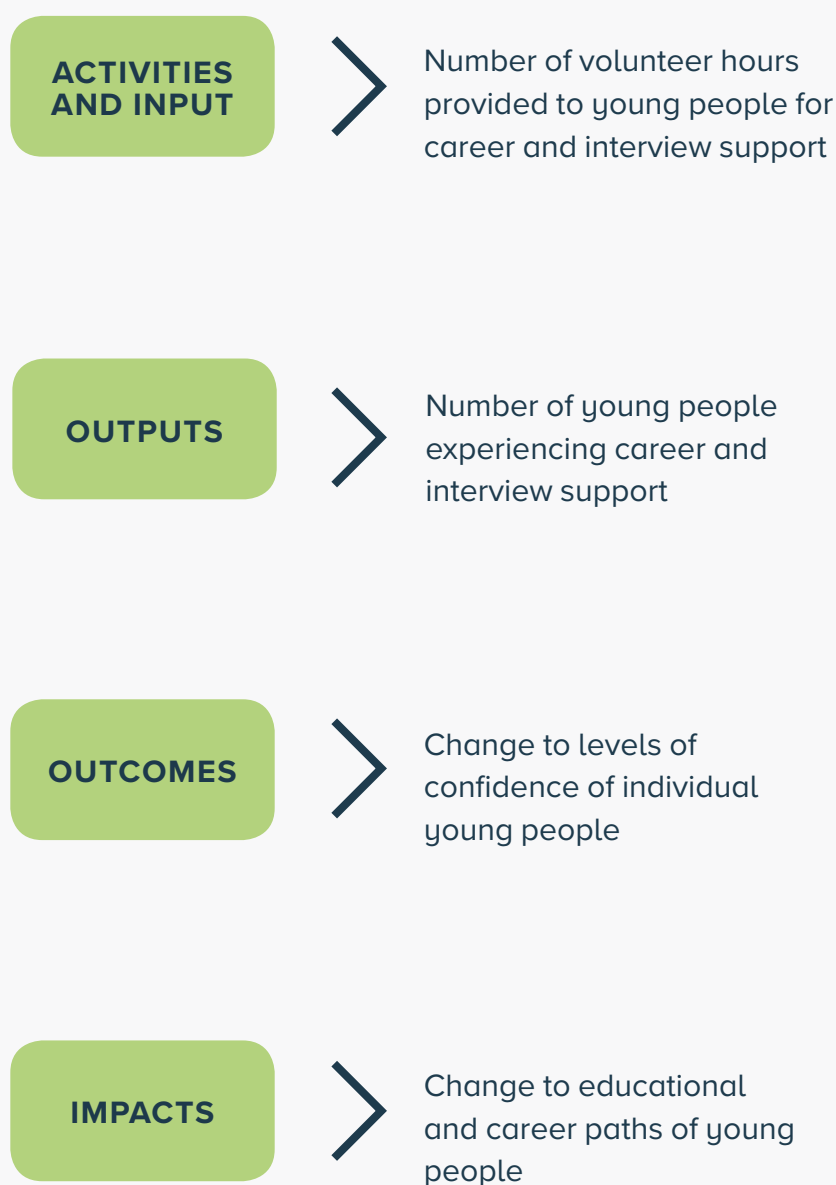 ACTIVITIES
AND INPUT
Number of volunteer hours
provided to young people for
career and interview support
OUTPUTS
Number of young people
experiencing career and
interview support
OUTCOMES
Change to levels of
confidence of individual
young people
IMPACTS
Change to educational
and career paths of young
people